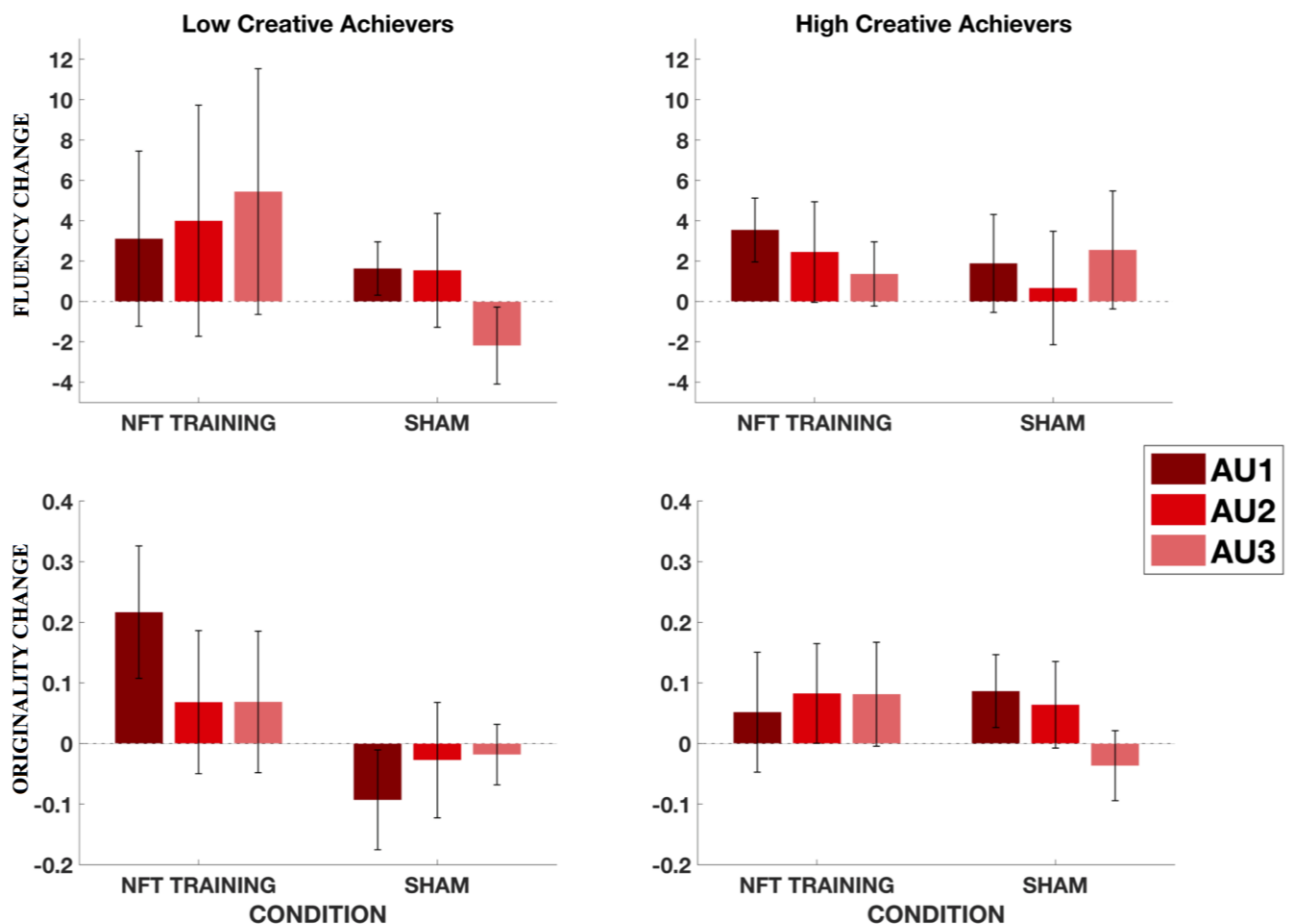 Low Creative Achievers
High Creative Achievers
FLUENCY CHANGE
12
10
8
6
4
2
0
-2
-4
NFT TRAINING
SHAM
12
10
8
6
4
2
0
-2
-4
NFT TRAINING
SHAM
AU1
AU2
AU3
ORIGINALITY CHANGE
0.4
0.3
0.2
0.1
0
-0.1
-0.2
NFT TRAINING
SHAM
CONDITION
0.4
0.3
0.2
0.1
0
-0.1
-0.2
NFT TRAINING
SHAM
CONDITION